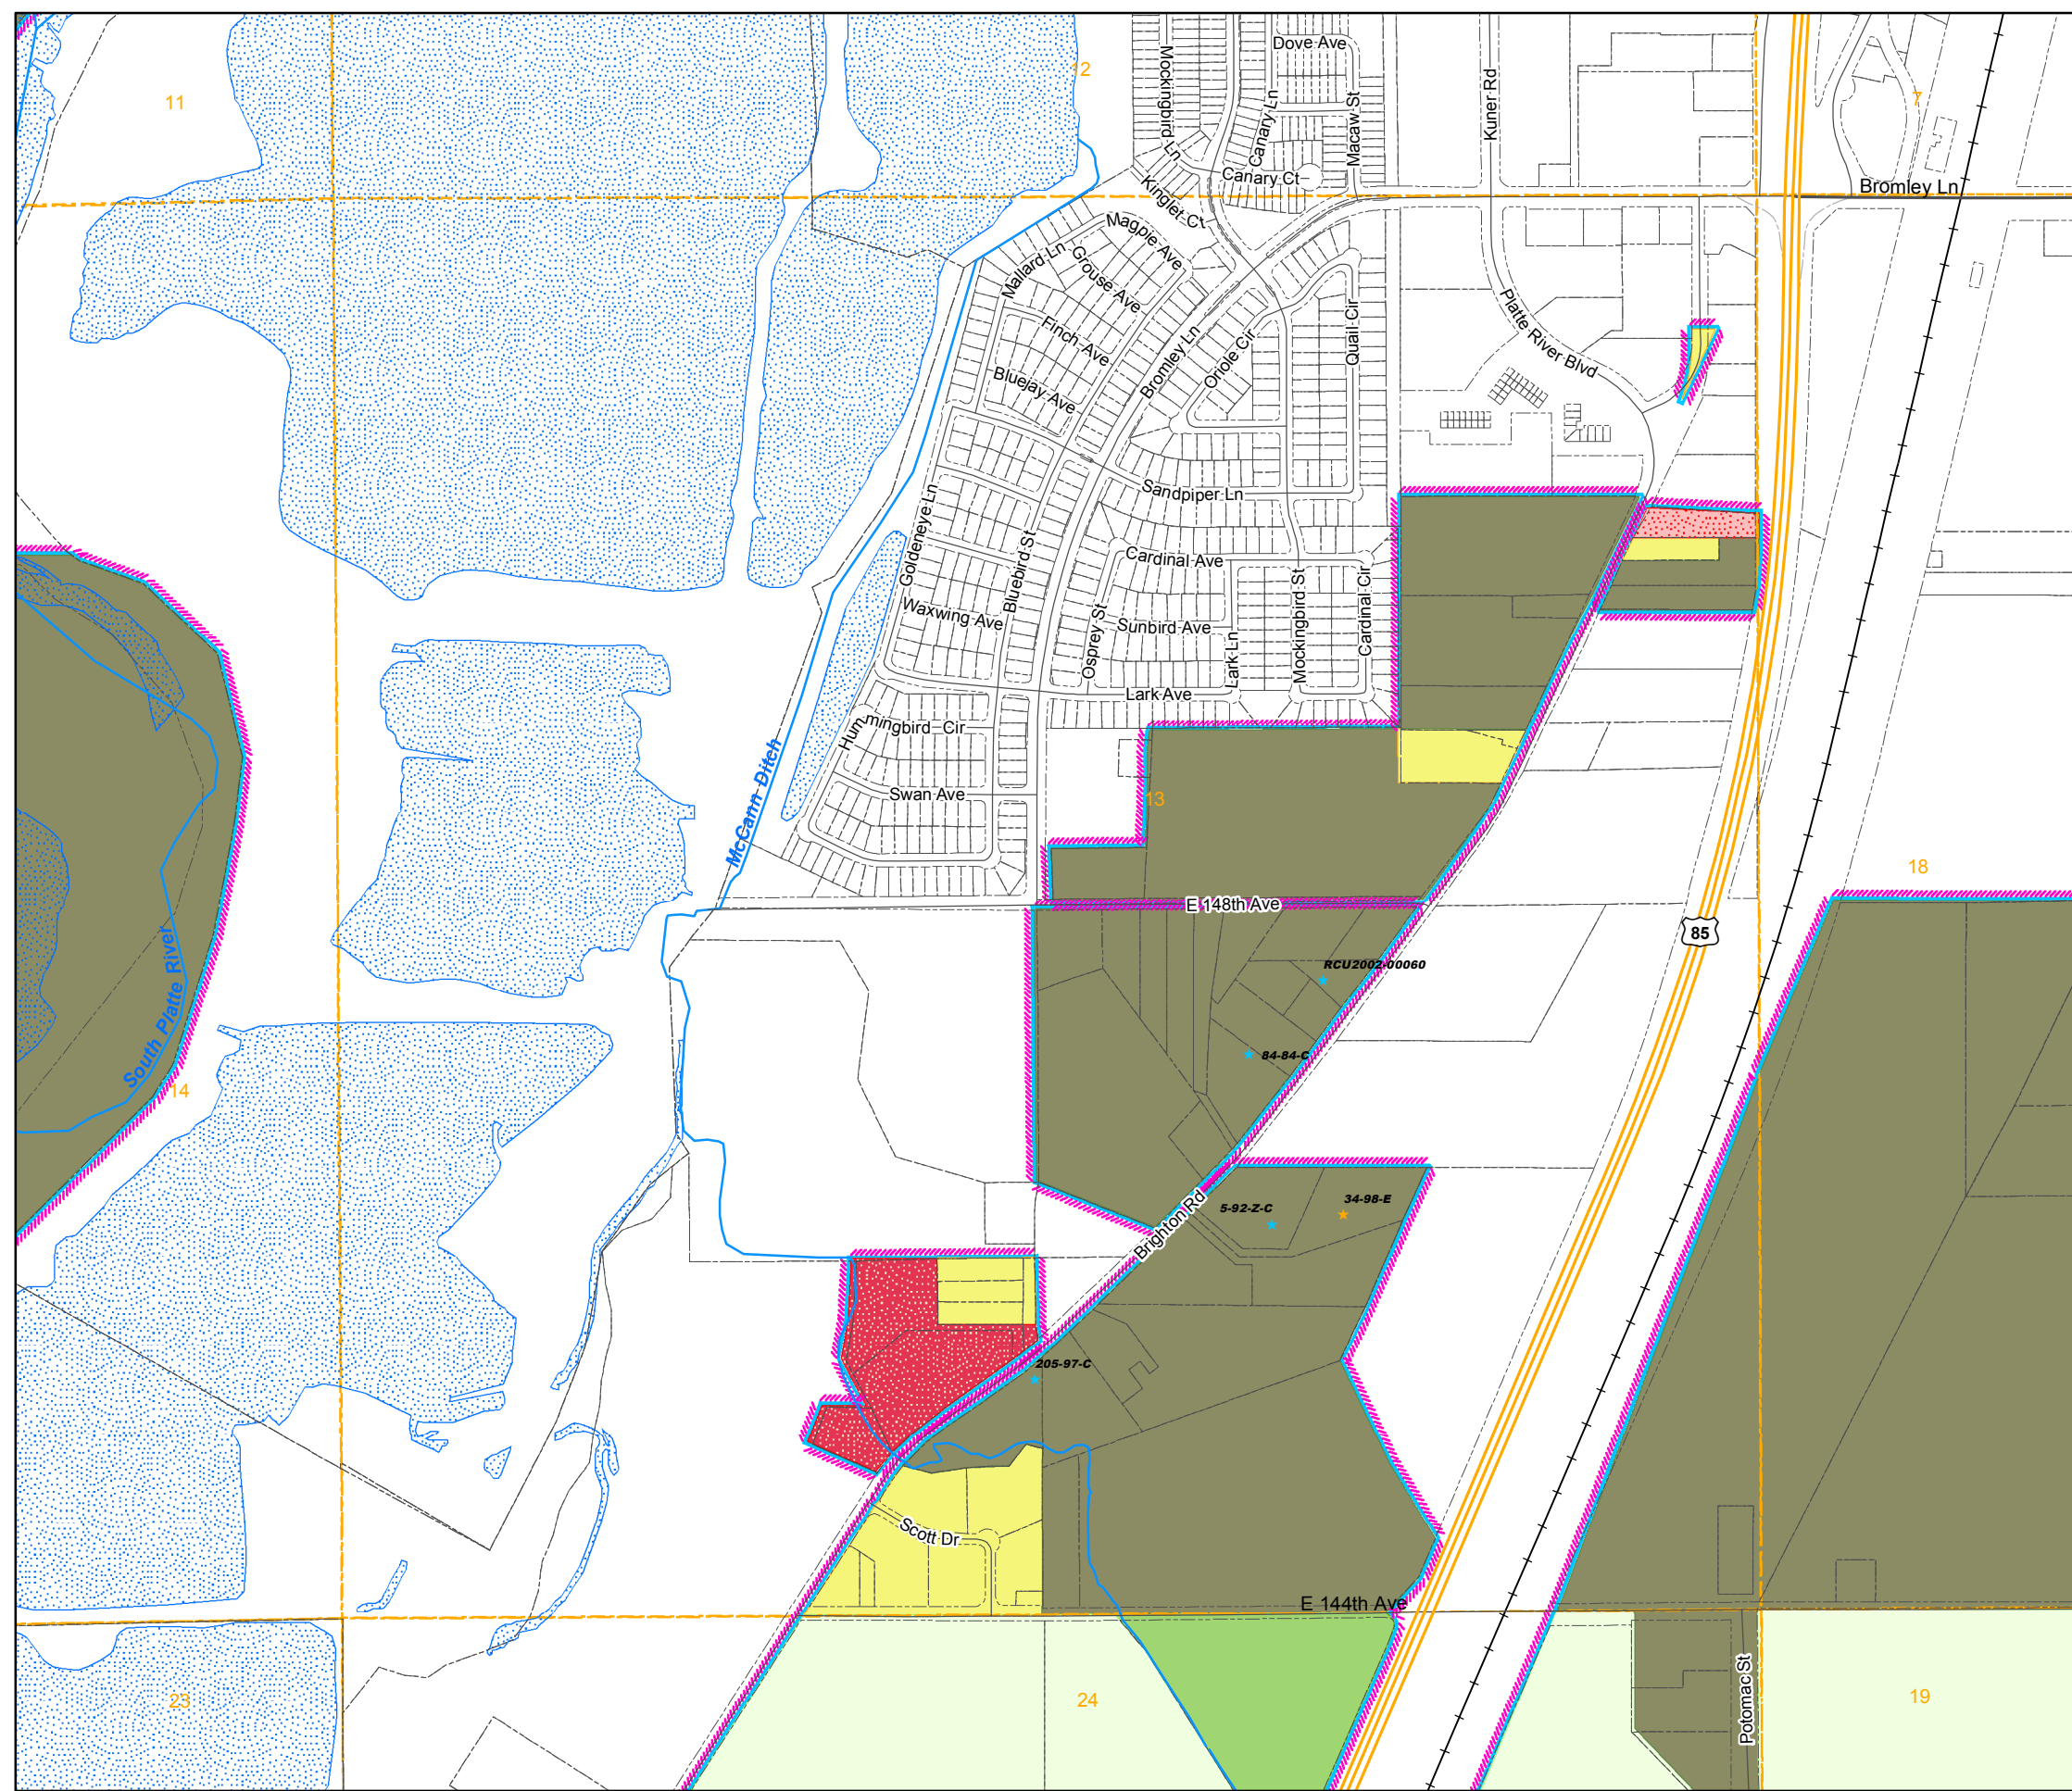 Dove Ave
12
11
Mockingbird Ln
Canary Ln
Macaw St
Kuner Rd
7
Canary Ct
Bromley Ln
Kinglet Ct
Magpie Ave
Mallard Ln
Grouse Ave
Finch Ave
Bluejay Ave
Bromley Ln
Oriole Cir
Quail Cir
Platte River Blvd
Sandpiper Ln
Goldeneye Ln
Bluebird St
Cardinal Ave
Waxwing Ave
Osprey St
Sunbird Ave
Lark Ln
Mockingbird St
Cardinal Cir
Lark Ave
Hummingbird Cir
Swan Ave
McCann Ditch
13
18
E 148th Ave
85
South Platte River
RCU2002-00060
84-84-C
14
5-92-Z-C
34-98-E
Brighton Rd
205-97-C
Scott Dr
E 144th Ave
23
24
Potomac St
19